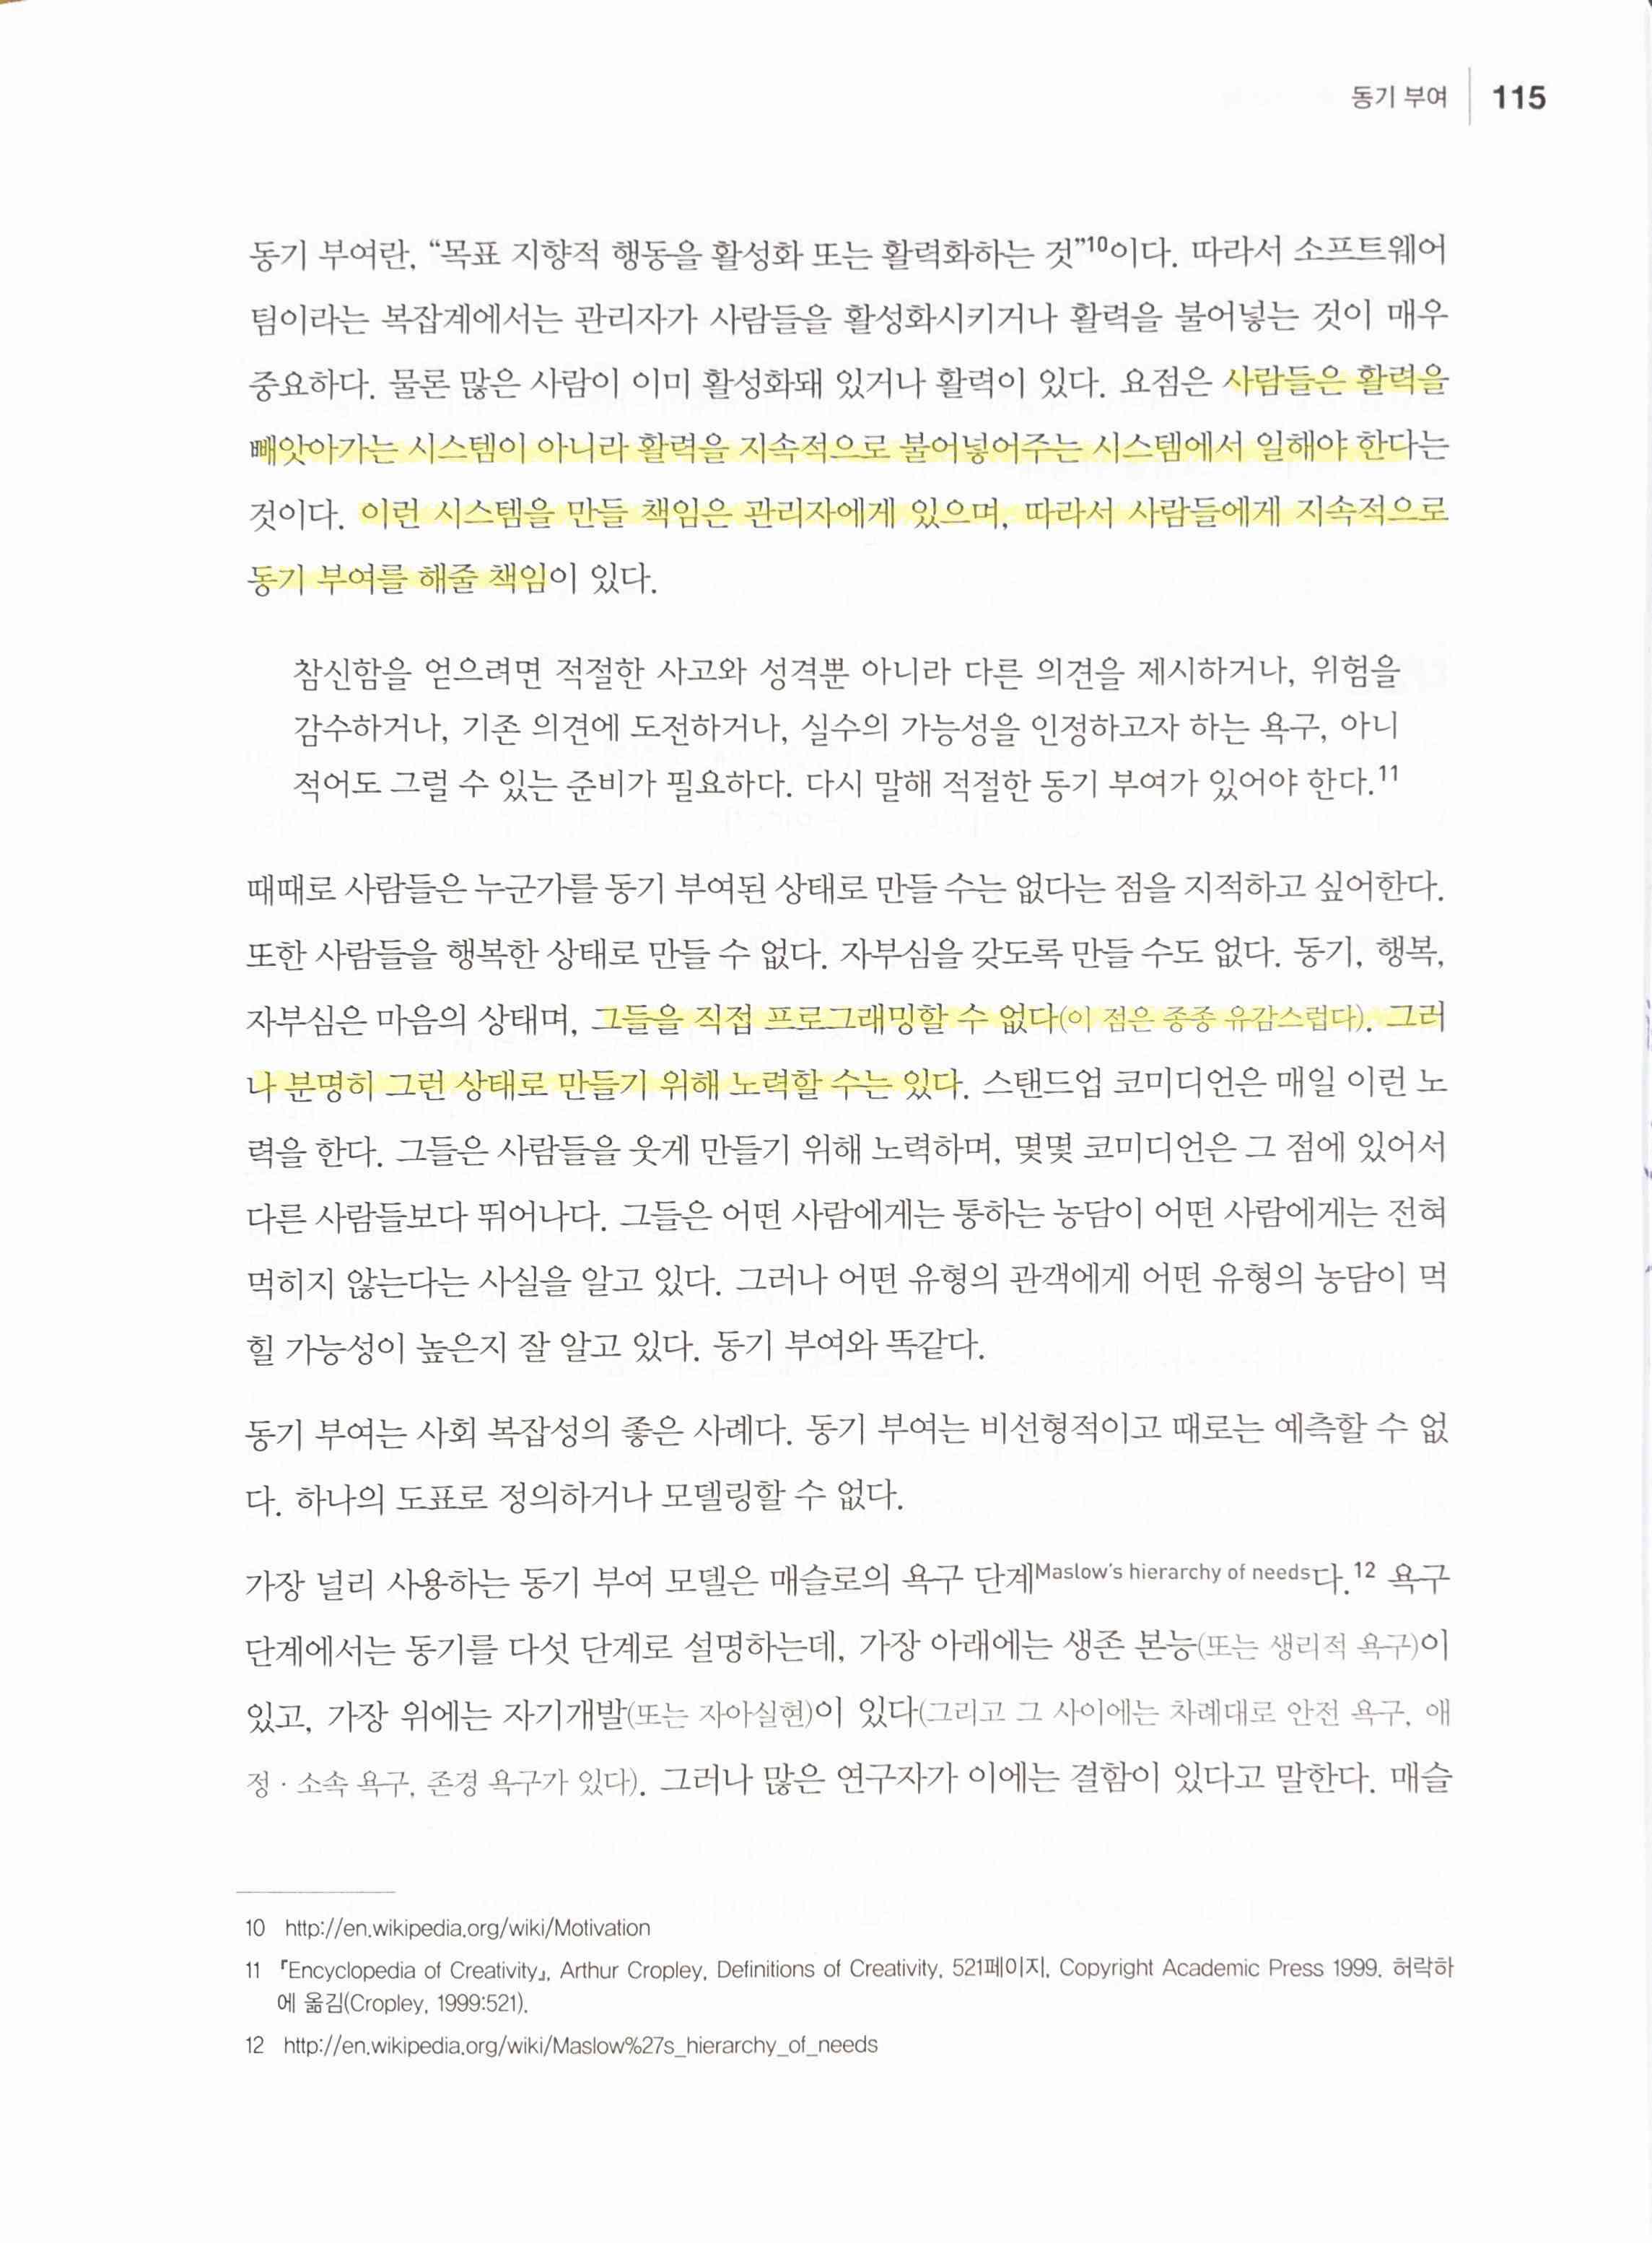 동기 부여 115
동기 부여란, “목표 지향적 행동을 활성화 또는 활력화하는 것”10이다. 따라서 소프트웨어
팀이라는 복잡계에서는 관리자가 사람들을 활성화시키거나 활력을 불어넣는 것이 매우
중요하다. 물론 많은 사람이 이미 활성화돼 있거나 활력이 있다. 요점은 사람들은 활력을
빼앗아가는 시스템이 아니라 활력을 지속적으로 불어넣어주는 시스템에서 일해야 한다는
것이다. 이런 시스템을 만들 책임은 관리자에게 있으며, 따라서 사람들에게 지속적으로
동기 부여를 해줄 책임이 있다.
참신함을 얻으려면 적절한 사고와 성격뿐 아니라 다른 의견을 제시하거나, 위험을
감수하거나, 기존 의견에 도전하거나, 실수의 가능성을 인정하고자 하는 욕구, 아니
적어도 그럴 수 있는 준비가 필요하다. 다시 말해 적절한 동기 부여가 있어야 한다.11
때때로 사람들은 누군가를 동기 부여된 상태로 만들 수는 없다는 점을 지적하고 싶어한다.
또한 사람들을 행복한 상태로 만들 수 없다. 자부심을 갖도록 만들 수도 없다. 동기, 행복,
자부심은 마음의 상태며, 그들을 직접 프로그래밍할 수 없다(이 점은 종종 유감스럽다). 그러
나 분명히 그런 상태로 만들기 위해 노력할 수는 있다. 스탠드업 코미디언은 매일 이런 노
력을 한다. 그들은 사람들을 웃게 만들기 위해 노력하며, 몇몇 코미디언은 그 점에 있어서
다른 사람들보다 뛰어나다. 그들은 어떤 사람에게는 통하는 농담이 어떤 사람에게는 전혀
먹히지 않는다는 사실을 알고 있다. 그러나 어떤 유형의 관객에게 어떤 유형의 농담이 먹
힐 가능성이 높은지 잘 알고 있다. 동기 부여와 똑같다.
동기 부여는 사회 복잡성의 좋은 사례다. 동기 부여는 비선형적이고 때로는 예측할 수 없
다. 하나의 도표로 정의하거나 모델링할 수 없다.
가장 널리 사용하는 동기 부여 모델은 매슬로의 욕구 단계Maslow's hierarchy of needs다.12 욕구
단계에서는 동기를 다섯 단계로 설명하는데, 가장 아래에는 생존 본능(또는 생리적 욕구)이
있고, 가장 위에는 자기개발(또는 자아실현)이 있다(그리고 그 사이에는 차례대로 안전 욕구, 애
정·소속 욕구, 존경 욕구가 있다). 그러나 많은 연구자가 이에는 결함이 있다고 말한다. 매슬
10 http://en.wikipedia.org/wiki/Motivation
11 『Encyclopedia of Creativity』, Arthur Cropley, Definitions of Creativity, 521페이지, Copyright Academic Press 1999. 허락하
에 옮김(Cropley, 1999:521).
12 http://en.wikipedia.org/wiki/Maslow%27s_hierarchy_of_needs